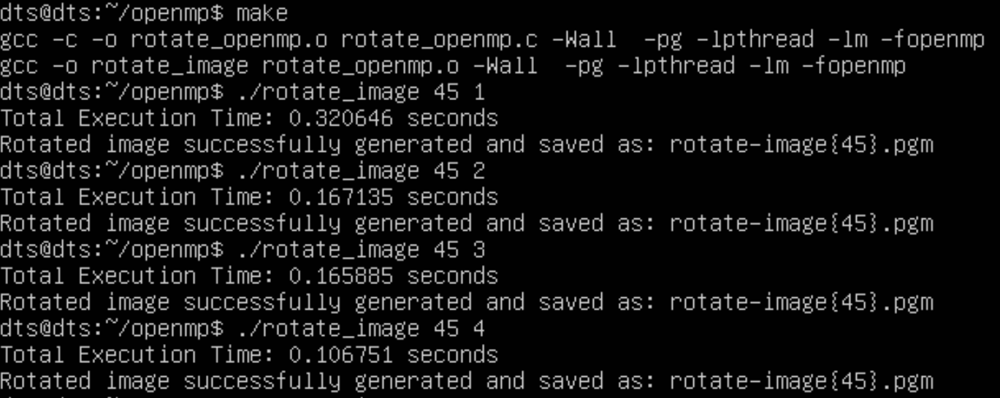 dts@dts:~/openmp$ make
gcc -c -o rotate_openmp.o rotate_openmp.c -Wall  -pg -lpthread -lm -fopenmp
gcc -o rotate_image rotate_openmp.o -Wall  -pg -lpthread -lm -fopenmp
dts@dts:~/openmp$ ./rotate_image 45 1
Total Execution Time: 0.320646 seconds
Rotated image successfully generated and saved as: rotate-image{45}.pgm
dts@dts:~/openmp$ ./rotate_image 45 2
Total Execution Time: 0.167135 seconds
Rotated image successfully generated and saved as: rotate-image{45}.pgm
dts@dts:~/openmp$ ./rotate_image 45 3
Total Execution Time: 0.165885 seconds
Rotated image successfully generated and saved as: rotate-image{45}.pgm
dts@dts:~/openmp$ ./rotate_image 45 4
Total Execution Time: 0.106751 seconds
Rotated image successfully generated and saved as: rotate-image{45}.pgm